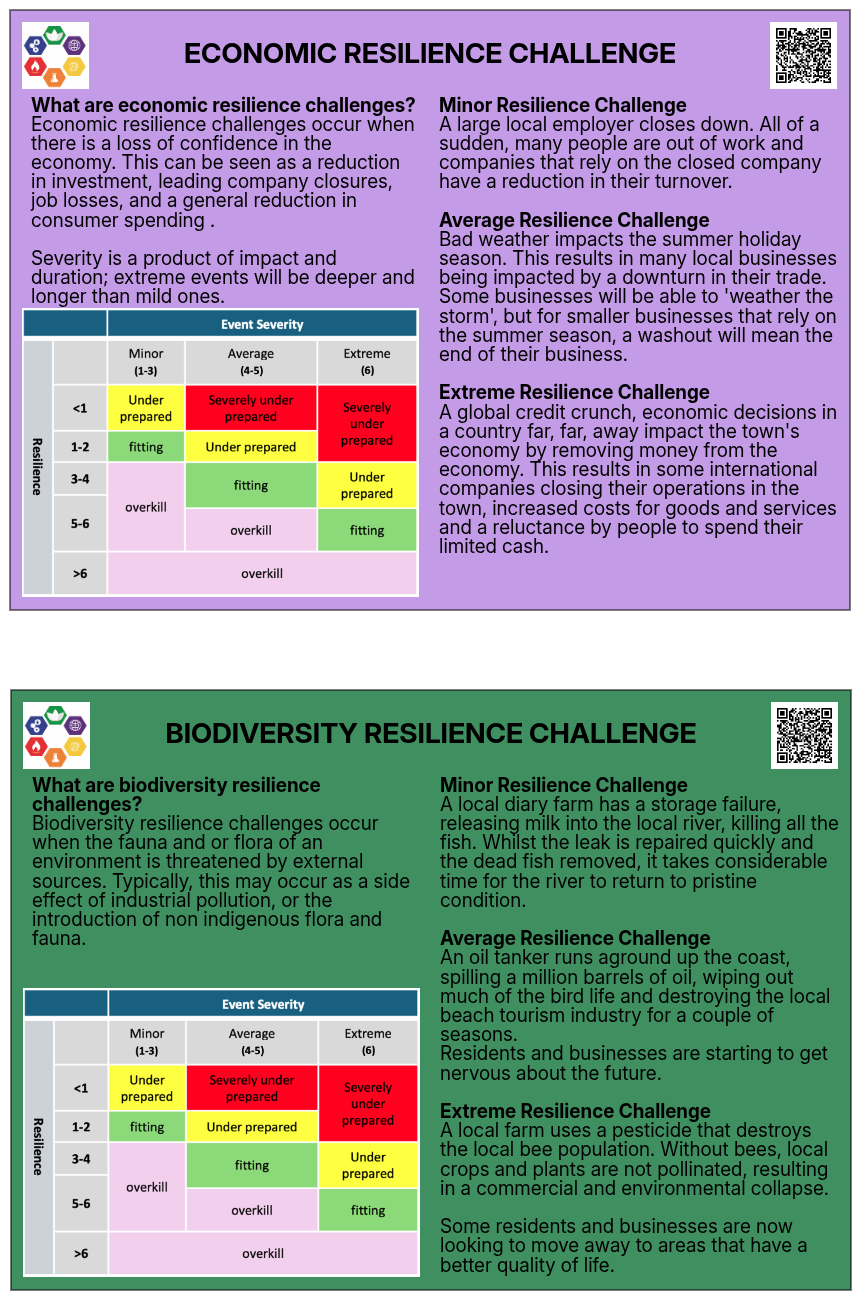 ECONOMIC RESILIENCE CHALLENGE
What are economic resilience challenges?
Economic resilience challenges occur when
there is a loss of confidence in the
economy. This can be seen as a reduction
in investment, leading company closures,
job losses, and a general reduction in
consumer spending .
Severity is a product of impact and
duration; extreme events will be deeper and
longer than mild ones.
Event Severity
Minor Average Extreme
(1-3) (4-5) (6)
Resilience
<1 Under prepared Severely under prepared Severely under prepared
1-2 fitting Under prepared
3-4 overkill fitting Under prepared
5-6 overkill fitting
>6 overkill
Minor Resilience Challenge
A large local employer closes down. All of a
sudden, many people are out of work and
companies that rely on the closed company
have a reduction in their turnover.
Average Resilience Challenge
Bad weather impacts the summer holiday
season. This results in many local businesses
being impacted by a downturn in their trade.
Some businesses will be able to 'weather the
storm', but for smaller businesses that rely on
the summer season, a washout will mean the
end of their business.
Extreme Resilience Challenge
A global credit crunch, economic decisions in
a country far, far, away impact the town's
economy by removing money from the
economy. This results in some international
companies closing their operations in the
town, increased costs for goods and services
and a reluctance by people to spend their
limited cash.
BIODIVERSITY RESILIENCE CHALLENGE
What are biodiversity resilience
challenges?
Biodiversity resilience challenges occur
when the fauna and or flora of an
environment is threatened by external
sources. Typically, this may occur as a side
effect of industrial pollution, or the
introduction of non indigenous flora and
fauna.
Event Severity
Minor Average Extreme
(1-3) (4-5) (6)
Resilience
<1 Under prepared Severely under prepared Severely under prepared
1-2 fitting Under prepared
3-4 overkill fitting Under prepared
5-6 overkill fitting
>6 overkill
Minor Resilience Challenge
A local diary farm has a storage failure,
releasing milk into the local river, killing all the
fish. Whilst the leak is repaired quickly and
the dead fish removed, it takes considerable
time for the river to return to pristine
condition.
Average Resilience Challenge
An oil tanker runs aground up the coast,
spilling a million barrels of oil, wiping out
much of the bird life and destroying the local
beach tourism industry for a couple of
seasons.
Residents and businesses are starting to get
nervous about the future.
Extreme Resilience Challenge
A local farm uses a pesticide that destroys
the local bee population. Without bees, local
crops and plants are not pollinated, resulting
in a commercial and environmental collapse.
Some residents and businesses are now
looking to move away to areas that have a
better quality of life.